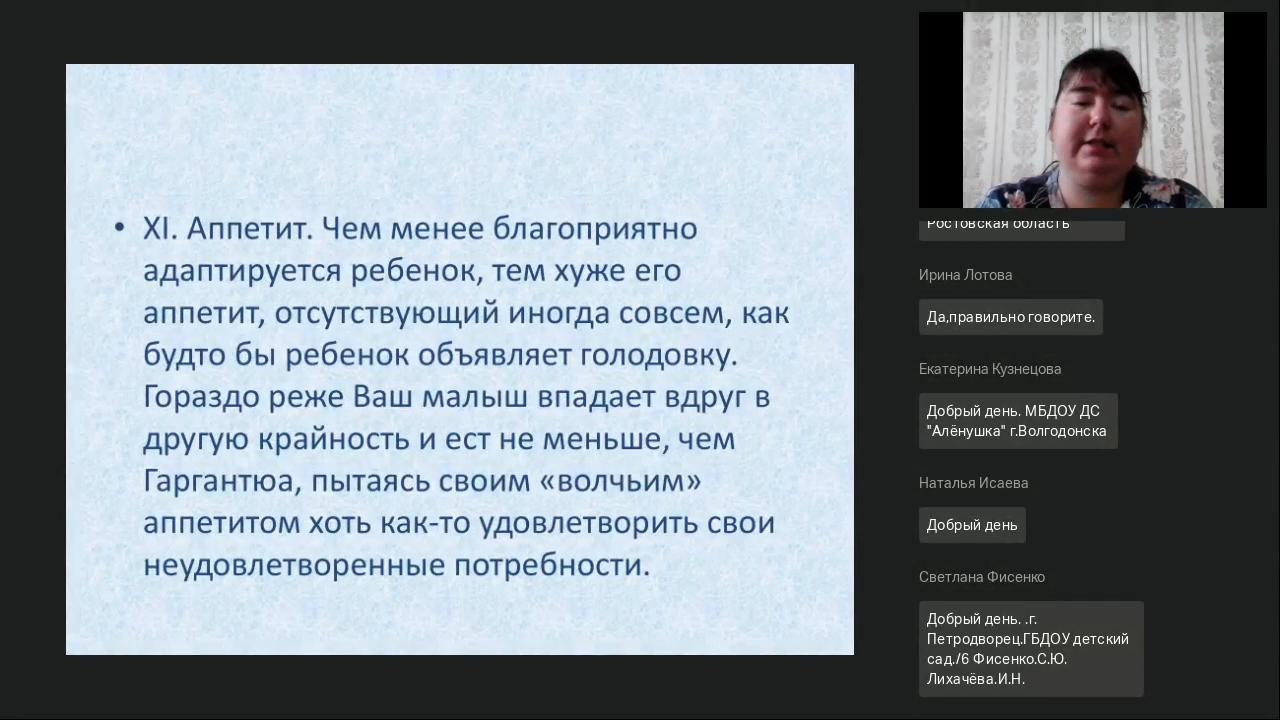 • XI. Аппетит. Чем менее благоприятно
адаптируется ребенок, тем хуже его
аппетит, отсутствующий иногда совсем, как
будто бы ребенок объявляет голодовку.
Гораздо реже Ваш малыш впадает вдруг в
другую крайность и ест не меньше, чем
Гаргантюа, пытаясь своим «волчьим»
аппетитом хоть как-то удовлетворить свои
неудовлетворенные потребности.
Ростовская область
Ирина Лотова
Да,правильно говорите.
Екатерина Кузнецова
Добрый день. МБДОУ ДС
"Алёнушка" г.Волгодонска
Наталья Исаева
Добрый день
Светлана Фисенко
Добрый день. .г.
Петродворец.ГБДОУ детский
сад./6 Фисенко.С.Ю.
Лихачёва.И.Н.